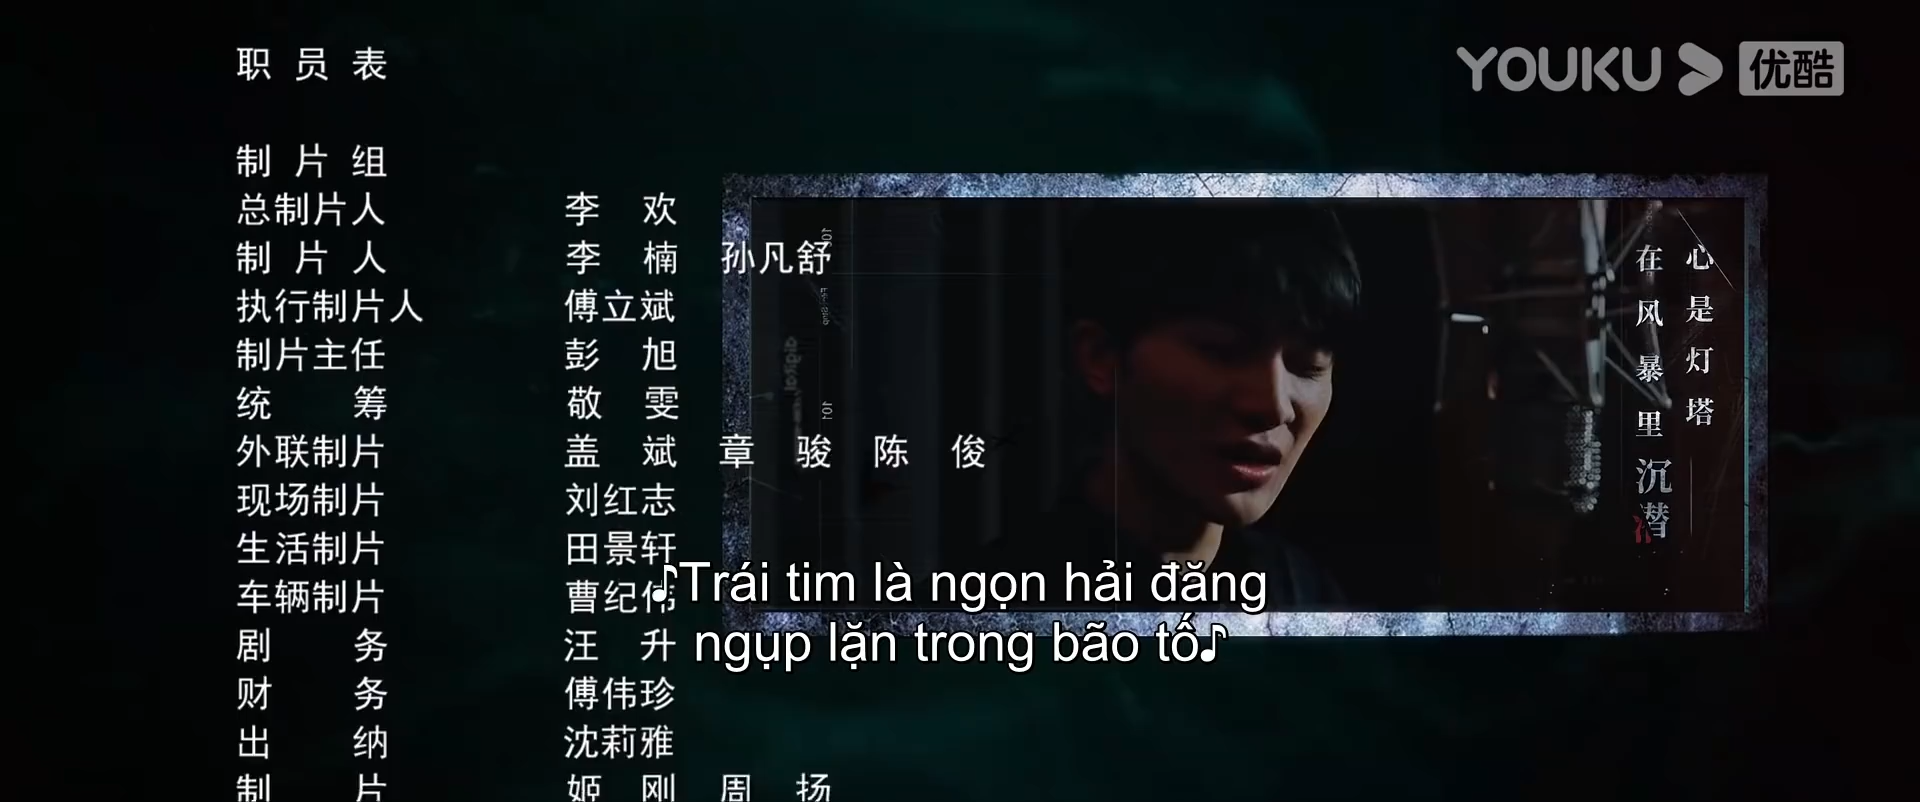 YOUKU 优酷
职员表
制片组
总制片人 李欢
制片人 李楠 孙凡舒
执行制片人 傅立斌
制片主任 彭旭
统筹 敬雯
外联制片 盖斌 章骏 陈俊
现场制片 刘红志
生活制片 田景轩
车辆制片 曹纪伟
剧务 汪升
财务 傅伟珍
出纳 沈莉雅
制片 姬刚 周扬
心是灯塔
在风暴里沉潜
♪Trái tim là ngọn hải đăng
ngụp lặn trong bão tố♪